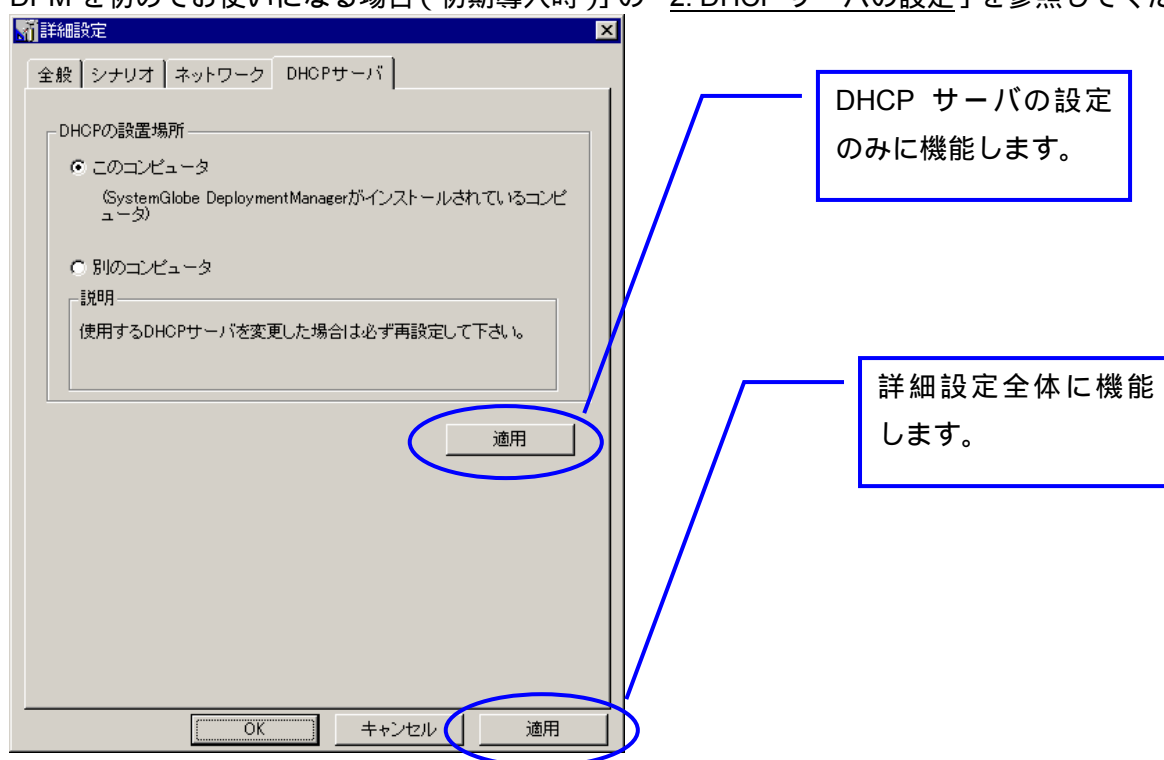 DPM を初めてお使いになる場合（初期導入時）」の「2. DHCP サーバの設定」を参照してくだ
詳細設定
全般 シナリオ ネットワーク DHCPサーバ
DHCPの設置場所
このコンピュータ
(SystemGlobe DeploymentManagerがインストールされているコンピ
ュータ)
別のコンピュータ
説明
使用するDHCPサーバを変更した場合は必ず再設定して下さい。
適用
OK キャンセル 適用
DHCP サーバの設定
のみに機能します。
詳細設定全体に機能
します。